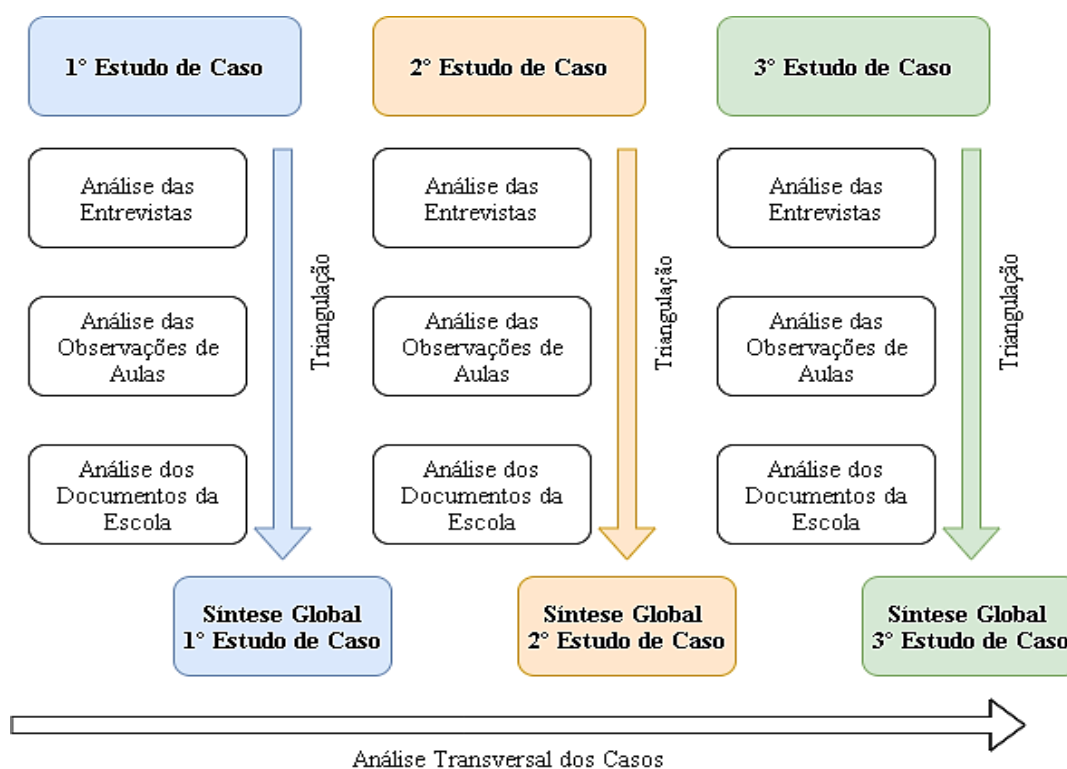 1° Estudo de Caso
2° Estudo de Caso
3° Estudo de Caso
Análise das
Entrevistas
Análise das
Entrevistas
Análise das
Entrevistas
Triangulação
Triangulação
Triangulação
Análise das
Observações de
Aulas
Análise das
Observações de
Aulas
Análise das
Observações de
Aulas
Análise dos
Documentos da
Escola
Análise dos
Documentos da
Escola
Análise dos
Documentos da
Escola
Síntese Global
1° Estudo de Caso
Síntese Global
2° Estudo de Caso
Síntese Global
3° Estudo de Caso
Análise Transversal dos Casos